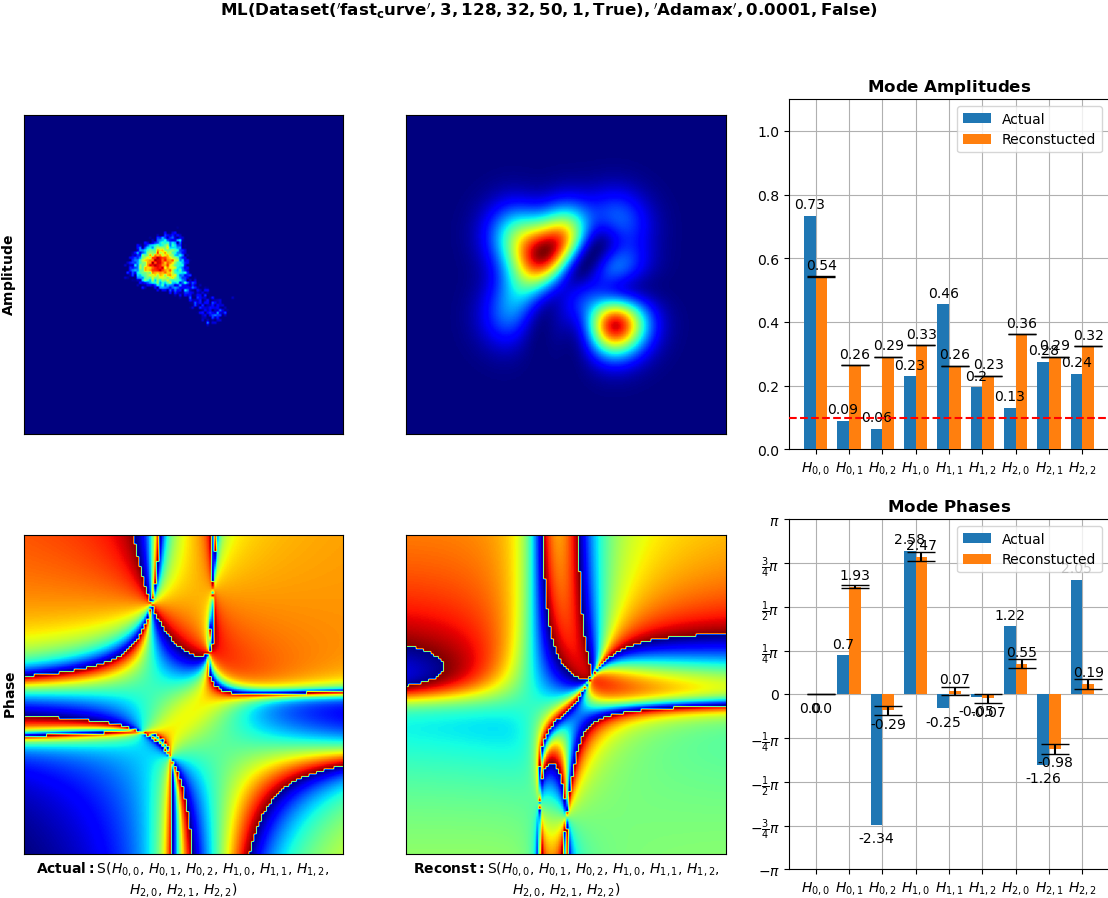 ML(Dataset('fast_curve', 3, 128, 32, 50, 1, True), 'Adamax', 0.0001, False)
Amplitude
Mode Amplitudes
Actual
Reconstucted
1.0
0.8
0.6
0.4
0.2
0.0
0.73
0.54
0.09
0.26
0.06
0.29
0.23
0.33
0.46
0.26
0.2
0.23
0.13
0.36
0.28
0.29
0.24
0.32
H0,0 H0,1 H0,2 H1,0 H1,1 H1,2 H2,0 H2,1 H2,2
Phase
Mode Phases
Actual
Reconstucted
π
3/4π
1/2π
1/4π
0
−1/4π
−1/2π
−3/4π
−π
0.0
0.0
0.7
1.93
-2.34
-0.29
2.58
2.47
-0.25
0.07
-0.05
-0.07
1.22
0.55
-1.26
-0.98
2.05
0.19
H0,0 H0,1 H0,2 H1,0 H1,1 H1,2 H2,0 H2,1 H2,2
Actual: S(H0,0, H0,1, H0,2, H1,0, H1,1, H1,2,
H2,0, H2,1, H2,2)
Reconst: S(H0,0, H0,1, H0,2, H1,0, H1,1, H1,2,
H2,0, H2,1, H2,2)